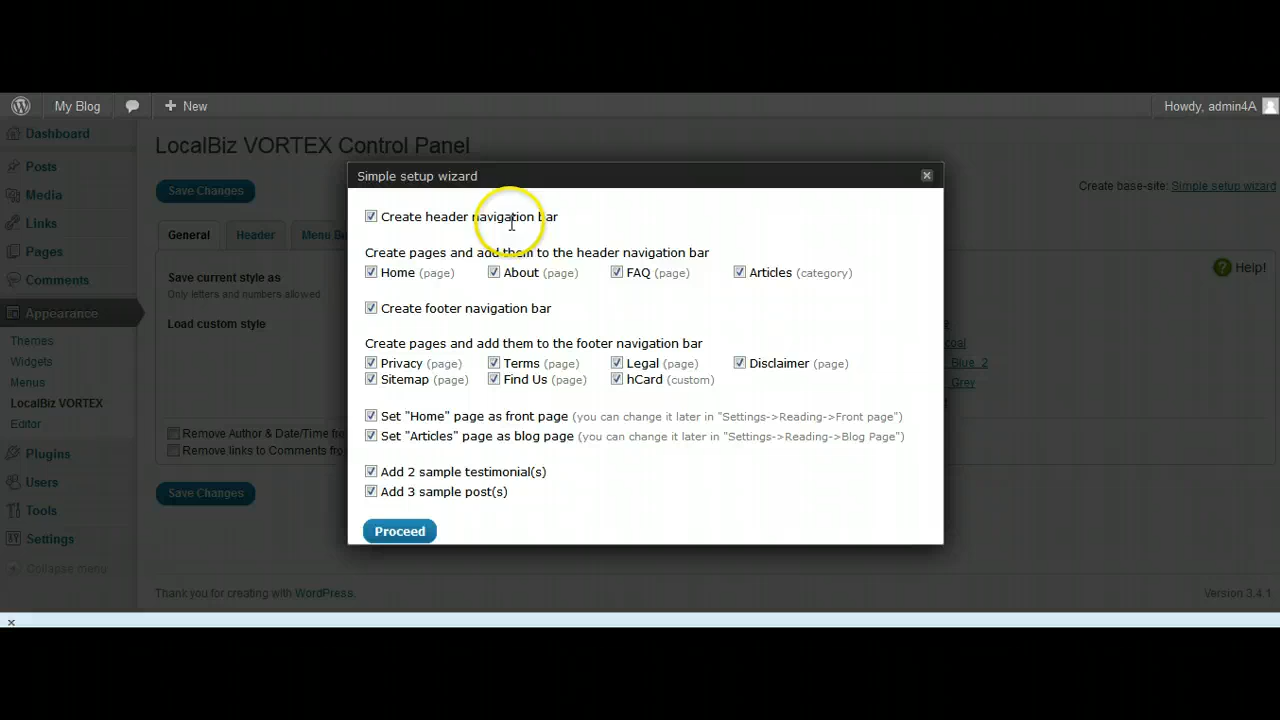 My Blog New Howdy, admin4A
Dashboard
LocalBiz VORTEX Control Panel
Posts
Media
Links
Pages
Comments
Appearance
Themes
Widgets
Menus
LocalBiz VORTEX
Editor
Plugins
Users
Tools
Settings
Collapse menu
Save Changes
Create base-site: Simple setup wizard
General Header Menu
Save current style as
Only letters and numbers allowed
Load custom style
Help!
Blue_2
Grey
Remove Author & Date/Time
Remove links to Comments
Save Changes
Thank you for creating with WordPress.
Version 3.4.1
Simple setup wizard
Create header navigation bar
Create pages and add them to the header navigation bar
Home (page) About (page) FAQ (page) Articles (category)
Create footer navigation bar
Create pages and add them to the footer navigation bar
Privacy (page) Terms (page) Legal (page) Disclaimer (page)
Sitemap (page) Find Us (page) hCard (custom)
Set "Home" page as front page (you can change it later in "Settings->Reading->Front page")
Set "Articles" page as blog page (you can change it later in "Settings->Reading->Blog Page")
Add 2 sample testimonial(s)
Add 3 sample post(s)
Proceed